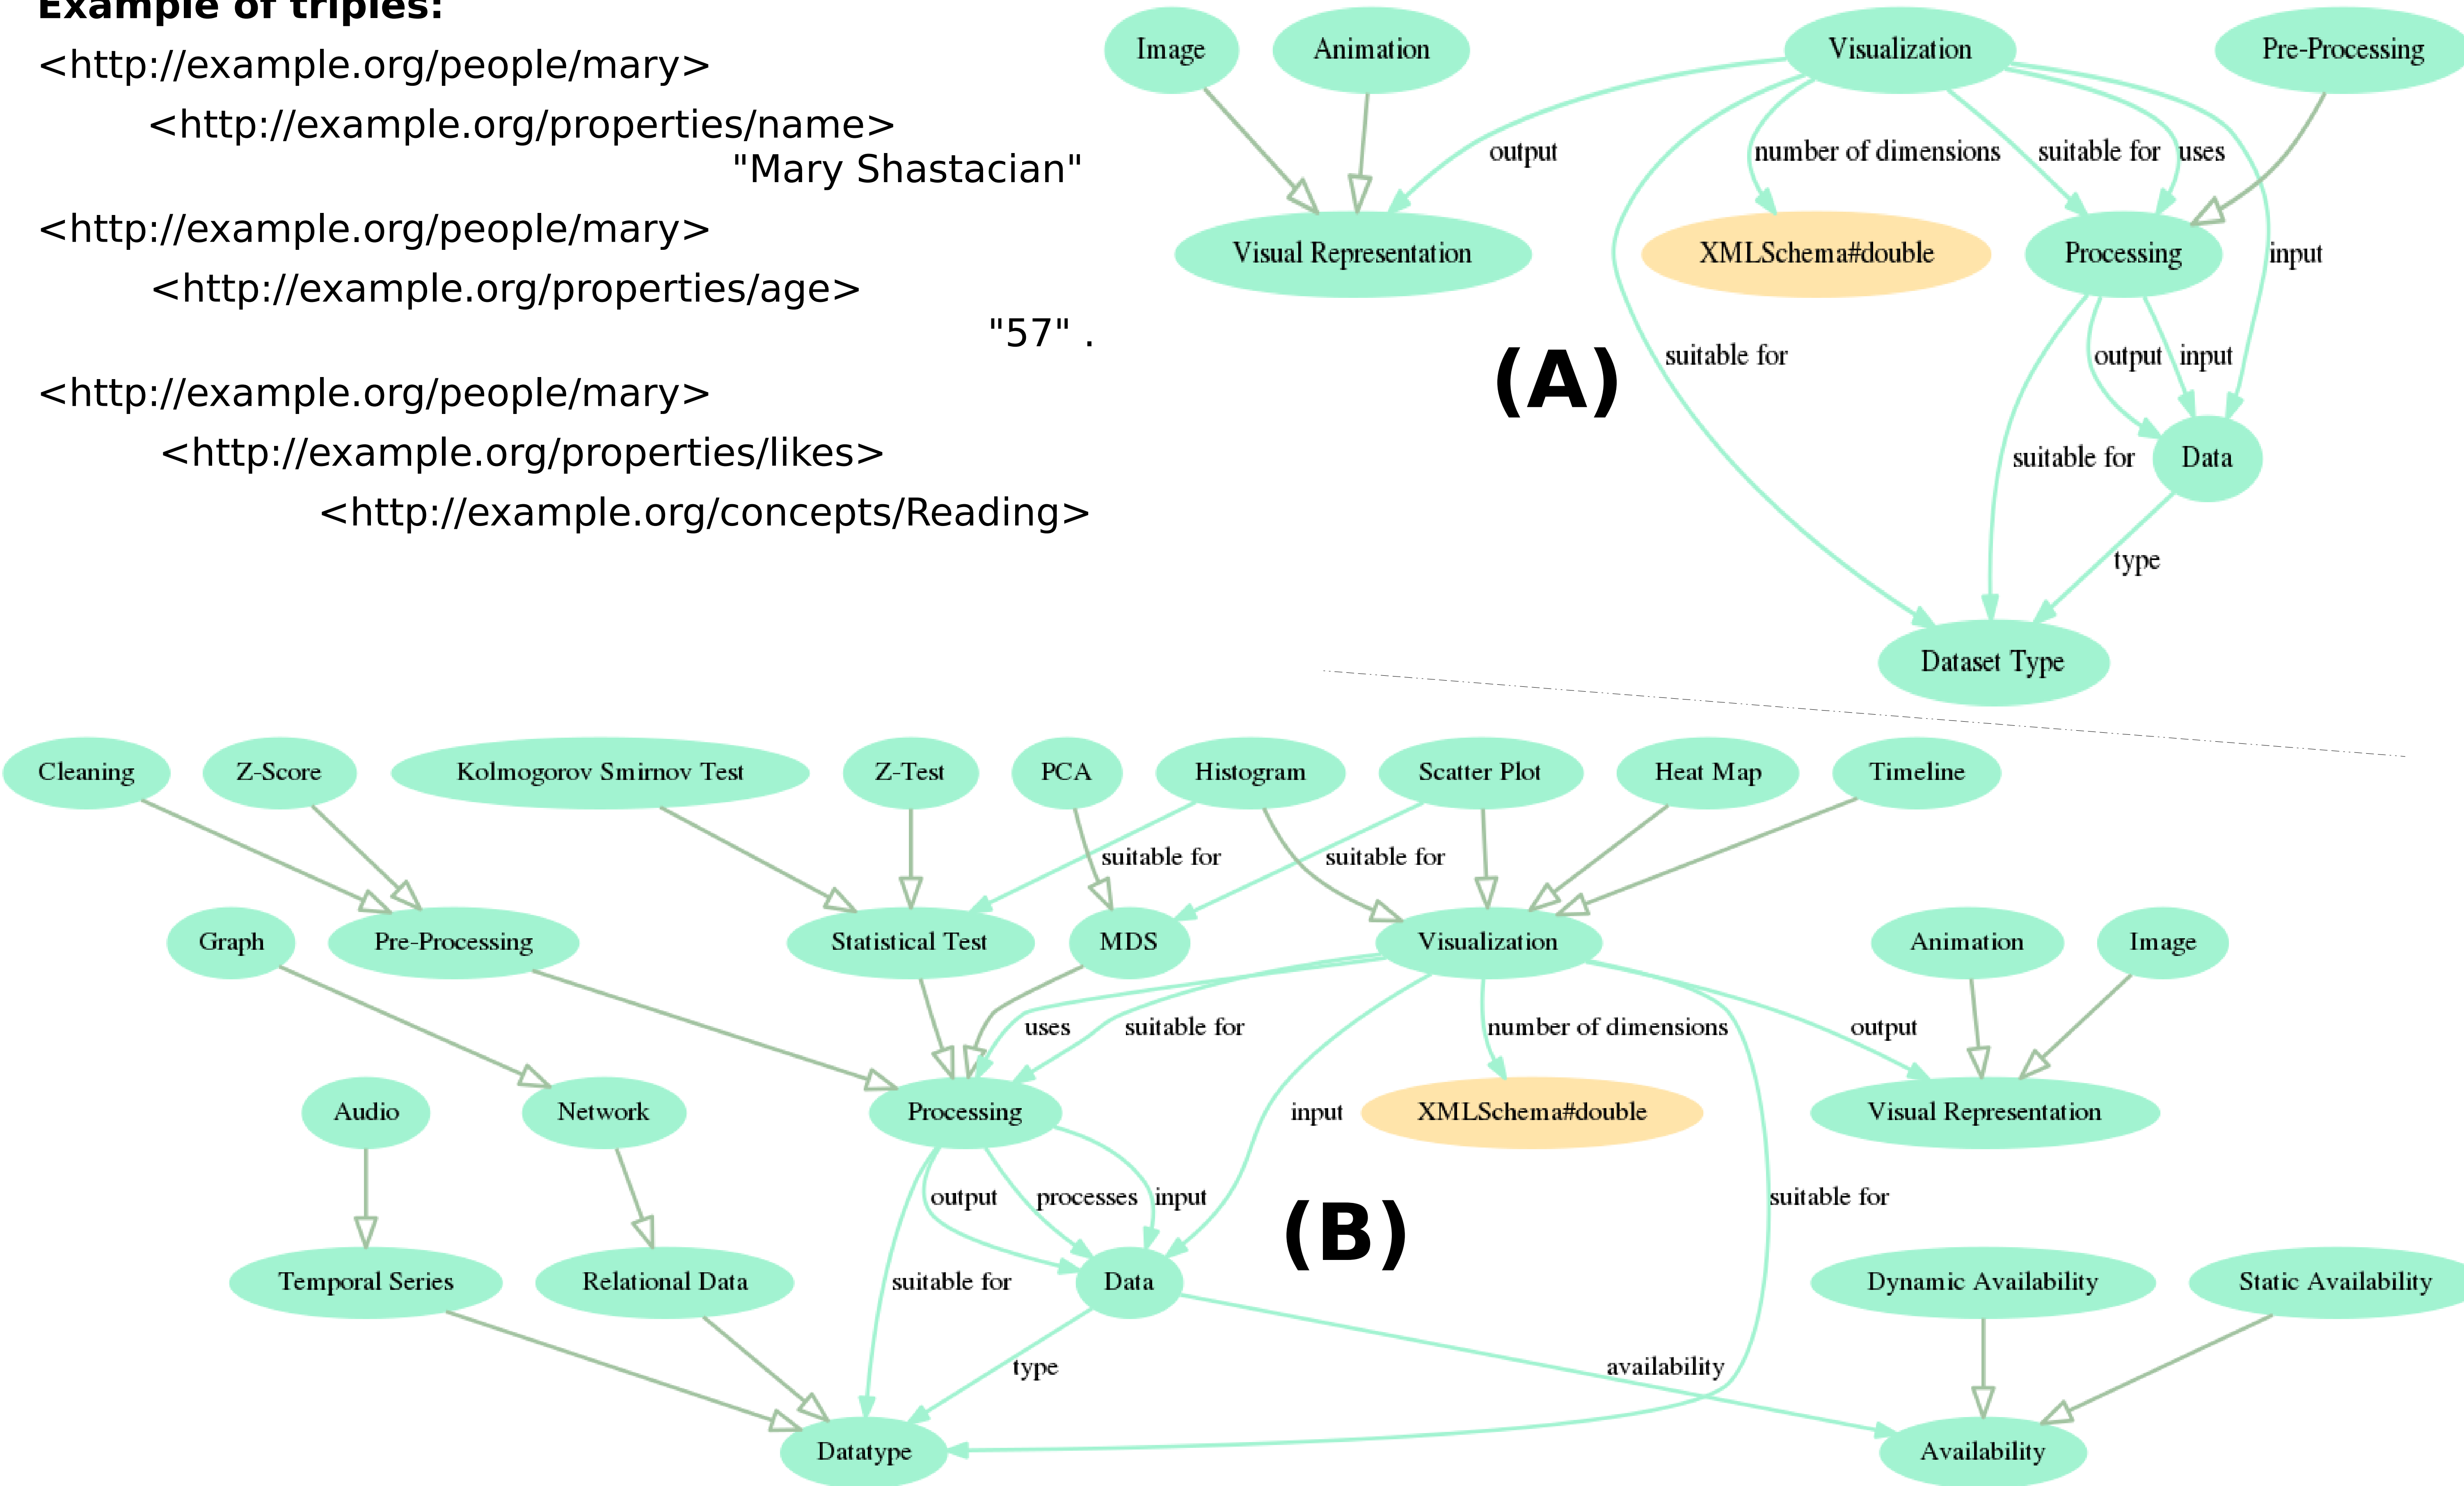 Example of triples:
<http://example.org/people/mary>
<http://example.org/properties/name>
"Mary Shastacian"
<http://example.org/people/mary>
<http://example.org/properties/age>
"57" .
<http://example.org/people/mary>
<http://example.org/properties/likes>
<http://example.org/concepts/Reading>
Image
Animation
Visualization
Pre-Processing
output
number of dimensions
suitable for
uses
Visual Representation
XMLSchema#double
Processing
input
(A)
suitable for
output
input
suitable for
Data
type
Dataset Type
Cleaning
Z-Score
Kolmogorov Smirnov Test
Z-Test
PCA
Histogram
Scatter Plot
Heat Map
Timeline
suitable for
suitable for
Graph
Pre-Processing
Statistical Test
MDS
Visualization
Animation
Image
uses
suitable for
number of dimensions
output
Audio
Network
Processing
input
XMLSchema#double
Visual Representation
output
processes
input
(B)
suitable for
Temporal Series
Relational Data
suitable for
Data
Dynamic Availability
Static Availability
type
availability
Datatype
Availability